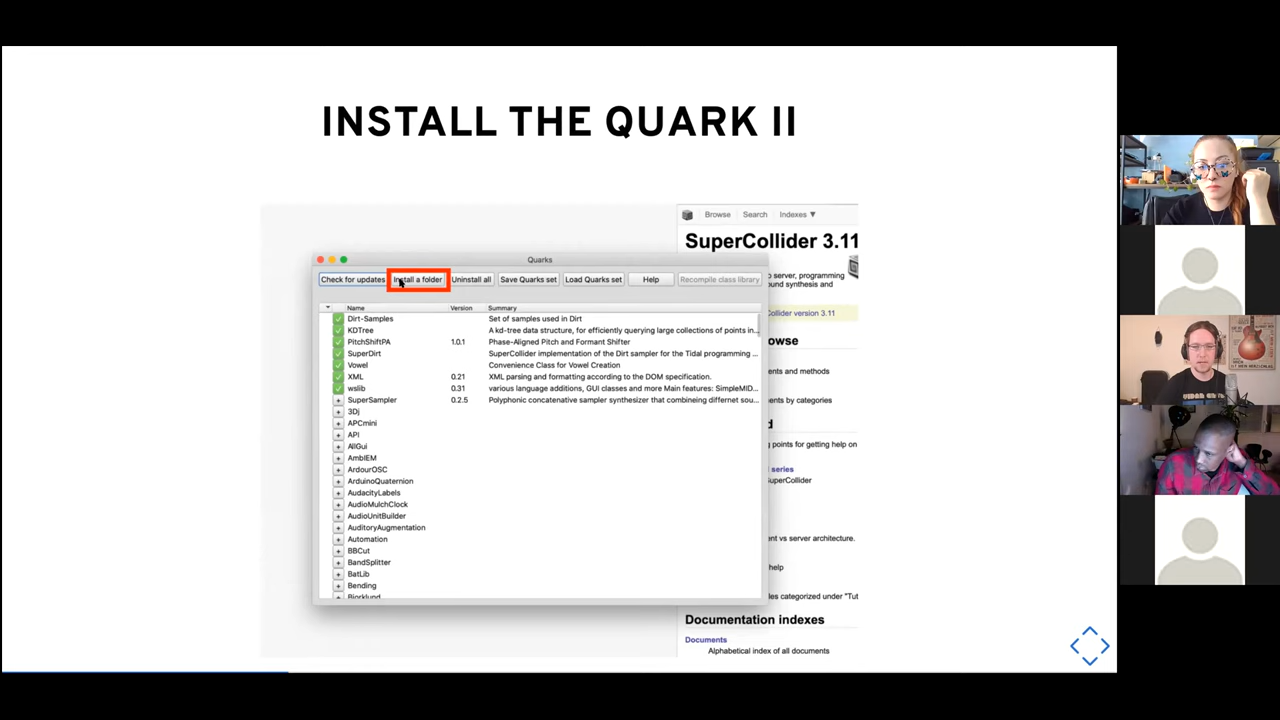 INSTALL THE QUARK II
Browse Search Indexes ▼
SuperCollider 3.11
Quarks
Check for updates Install a folder Uninstall all Save Quarks set Load Quarks set Help Recompile class library
Name Version Summary
Dirt-Samples Set of samples used in Dirt
KDTree A kd-tree data structure, for efficiently querying large collections of points in...
PitchShiftPA 1.0.1 Phase-Aligned Pitch and Formant Shifter
SuperDirt SuperCollider implementation of the Dirt sampler for the Tidal programming ...
Vowel Convenience Class for Vowel Creation
XML 0.21 XML parsing and formatting according to the DOM specification.
wslib 0.31 various language additions, GUI classes and more Main features: SimpleMID...
SuperSampler 0.2.5 Polyphonic concatenative sampler synthesizer that combineing differnet sou...
3Dj
APCmini
API
AllGui
AmbIEM
ArdourOSC
ArduinoQuaternion
AudacityLabels
AudioMulchClock
AudioUnitBuilder
AuditoryAugmentation
Automation
BBCut
BandSplitter
BatLib
Bending
Bjorklund
server, programming
ound synthesis and
ollider version 3.11
owse
ents and methods
ents by categories
d
g points for getting help on
l series
uperCollider
ent vs server architecture.
help
les categorized under "Tut
Documentation indexes
Documents
Alphabetical index of all documents